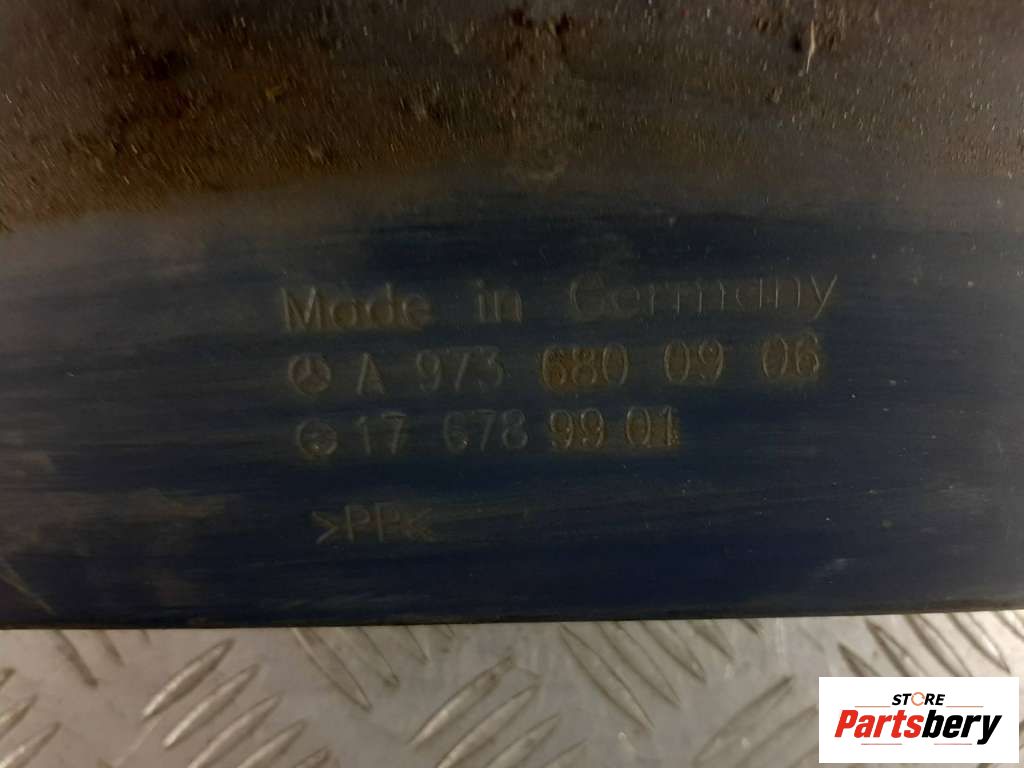 Made in Germany
A 973 680 09 06
17 678 99 01
>PP<
STORE
Partsbery